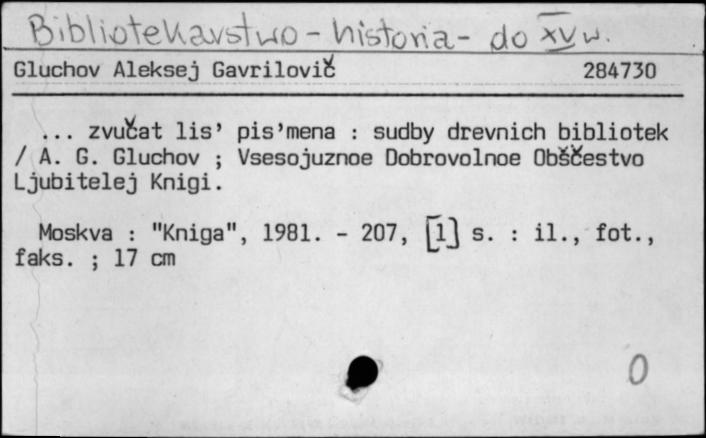 Bibliotekarstwo - historia - do XV w.
Gluchov Aleksej Gavrilovič 284730
... zvučat lis' pis'mena : sudby drevnich bibliotek
/ A. G. Gluchov ; Vsesojuznoe Dobrovolnoe Obščestvo
Ljubitelej Knigi.
Moskva : "Kniga", 1981. - 207, [1] s. : il., fot.,
faks. ; 17 cm
0